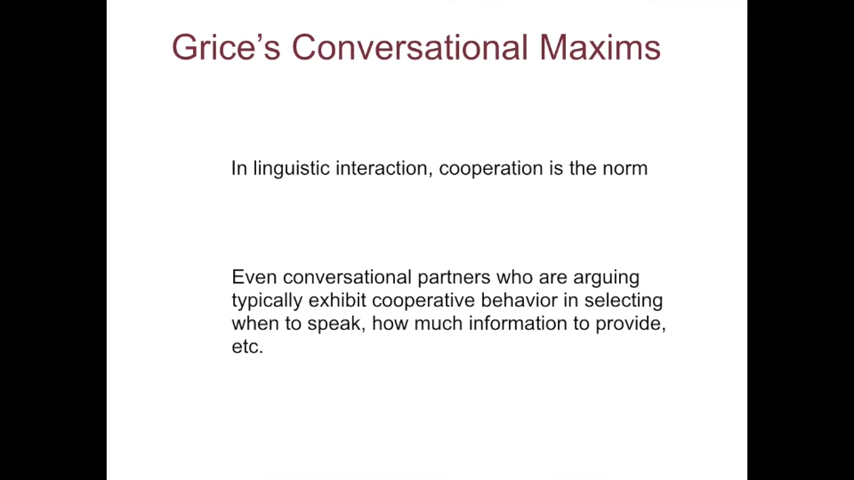 Grice’s Conversational Maxims
In linguistic interaction, cooperation is the norm
Even conversational partners who are arguing
typically exhibit cooperative behavior in selecting
when to speak, how much information to provide,
etc.